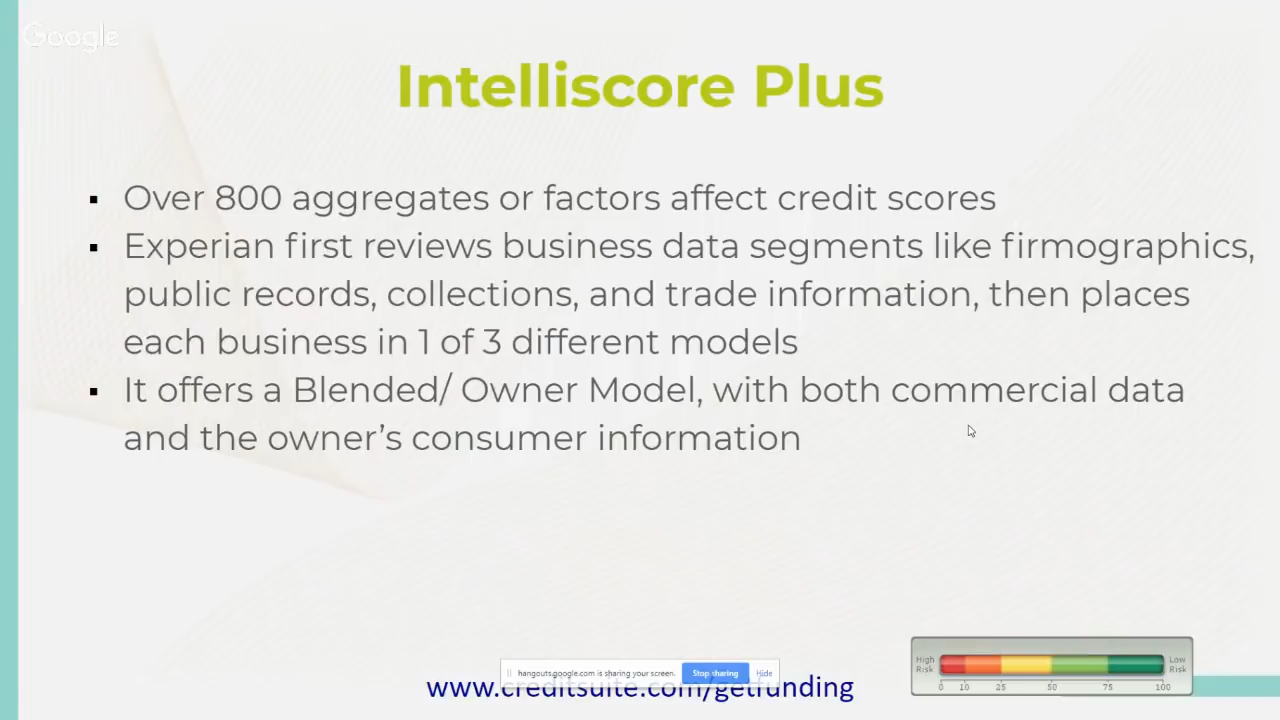 Google
Intelliscore Plus
▪ Over 800 aggregates or factors affect credit scores
▪ Experian first reviews business data segments like firmographics,
public records, collections, and trade information, then places
each business in 1 of 3 different models
▪ It offers a Blended/ Owner Model, with both commercial data
and the owner’s consumer information
High Risk
Low Risk
0 10 25 50 75 100
hangouts.google.com is sharing your screen. Stop sharing Hide
www.creditsuite.com/getfunding